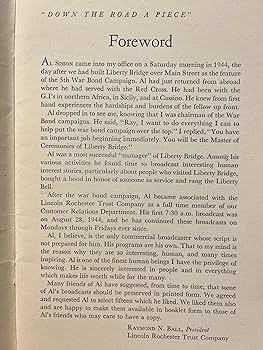 "DOWN THE ROAD A PIECE"
Foreword
AL SISSON came into my office on a Saturday morning in 1944, the
day after we had built Liberty Bridge over Main Street as the feature
of the 5th War Bond Campaign. Al had just returned from abroad
where he had served with the Red Cross. He had been with the
G.I.'s in northern Africa, in Sicily, and at Cassino. He knew from first
hand experiences the hardships and burdens of the fellow up front.
Al dropped in to see me, knowing that I was chairman of the War
Bond campaigns. He said, "Ray, I want to do everything I can to
help put the war bond campaign over the top." I replied, "You have
an important job beginning immediately. You will be the Master of
Ceremonies of Liberty Bridge."
Al was a most successful "manager" of Liberty Bridge. Among his
various activities he found time to broadcast interesting human
interest stories, particularly about people who visited Liberty Bridge,
bought a bond in honor of someone in service and rang the Liberty
Bell.
After the war bond campaign, Al became associated with the
Lincoln Rochester Trust Company as a full time member of our
Customer Relations Department. His first 7:30 a.m. broadcast was
on August 28, 1944, and he has continued these broadcasts on
Mondays through Fridays ever since.
Al, I believe, is the only commercial broadcaster whose script is
not prepared for him. His programs are his own. That to my mind is
the reason why they are so interesting, human, and many times
inspiring. Al is one of the finest human beings I have the privilege of
knowing. He is sincerely interested in people and in everything
which makes life worth while for the many.
Many friends of Al have suggested, from time to time, that some
of Al's broadcasts should be preserved in printed form. We agreed
and requested Al to select fifteen which he liked. We liked them also
and are happy to make them available in booklet form to those of
Al's friends who may care to have a copy.
RAYMOND N. BALL, President
Lincoln Rochester Trust Company